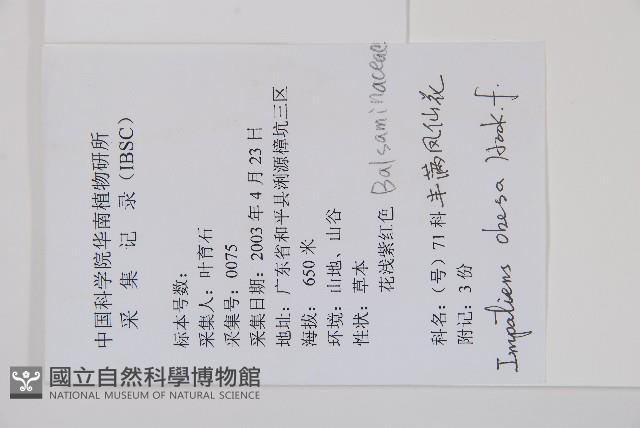 中国科学院华南植物研所
采 集 记 录 (IBSC)
标本号数：
采集人：叶育石
采集号：0075
采集日期：2003 年 4 月 23 日
地址：广东省和平县浰源樟坑三区
海拔： 650 米
环境：山地、山谷
性状：草本
花浅紫红色 Balsaminaceae
科名：(号) 71 科 丰满凤仙花
附记：3 份
Impatiens obesa Hook. f.
國立自然科學博物館
NATIONAL MUSEUM OF NATURAL SCIENCE